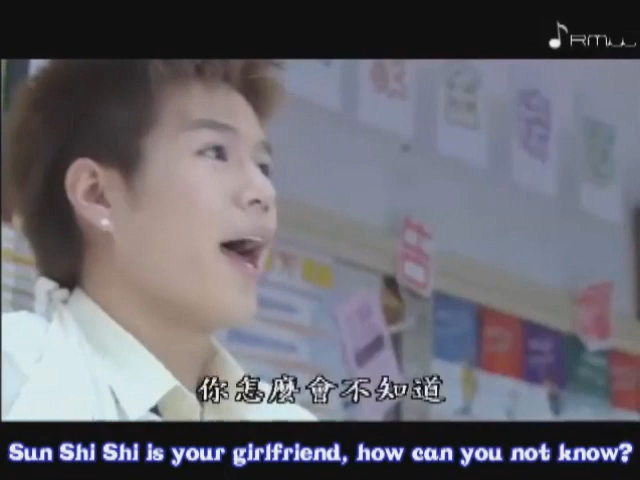 RMW
你怎麼會不知道
Sun Shi Shi is your girlfriend, how can you not know?